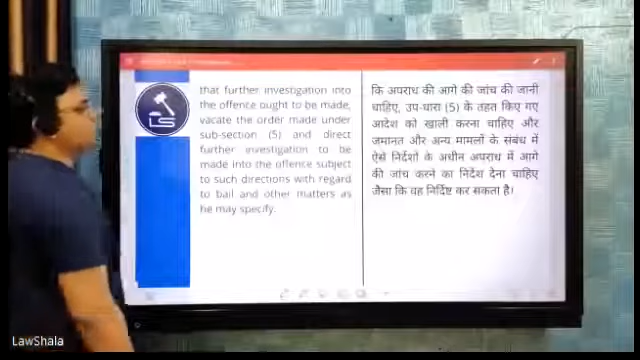 that further investigation into
the offence ought to be made,
vacate the order made under
sub-section (5) and direct
further investigation to be
made into the offence subject
to such directions with regard
to bail and other matters as
he may specify.
कि अपराध की आगे की जांच की जानी
चाहिए, उप-धारा (5) के तहत किए गए
आदेश को खाली करना चाहिए और
जमानत और अन्य मामलों के संबंध में
ऐसे निर्देशों के अधीन अपराध में आगे
की जांच करने का निर्देश देना चाहिए
जैसा कि वह निर्दिष्ट कर सकता है।
LS
LawShala